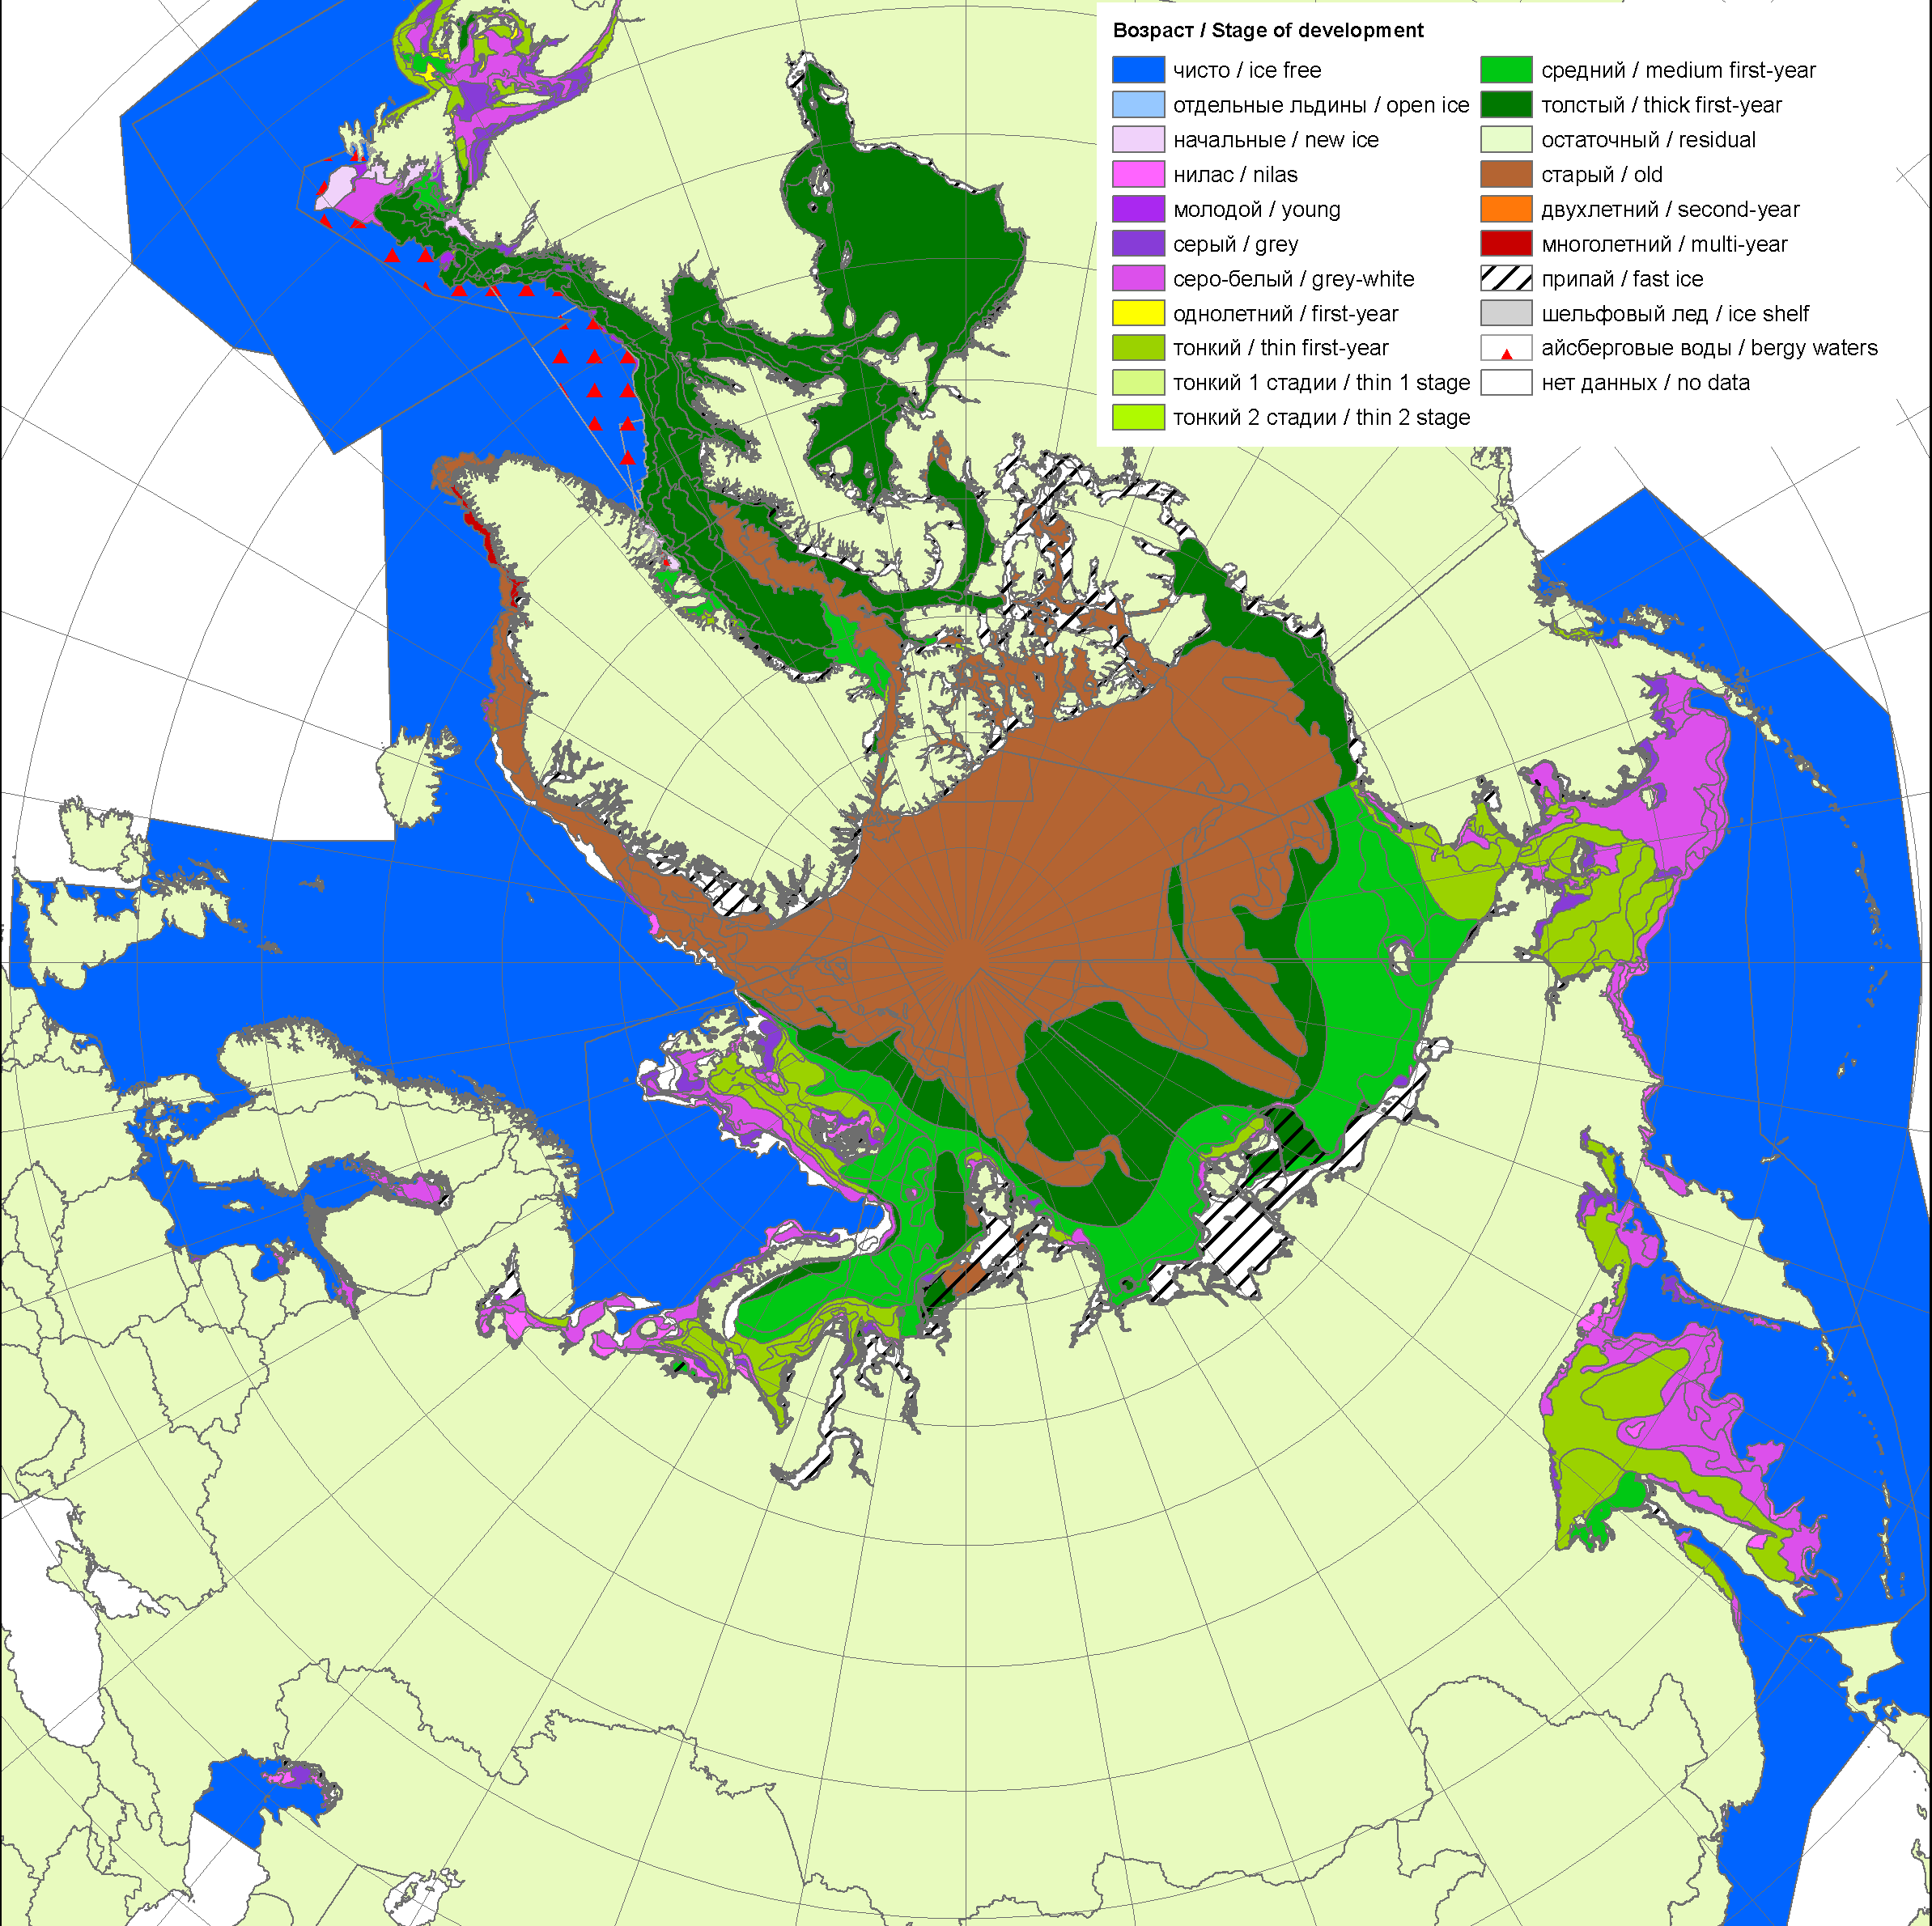 Возраст / Stage of development
чисто / ice free
отдельные льдины / open ice
начальные / new ice
нилас / nilas
молодой / young
серый / grey
серо-белый / grey-white
однолетний / first-year
тонкий / thin first-year
тонкий 1 стадии / thin 1 stage
тонкий 2 стадии / thin 2 stage
средний / medium first-year
толстый / thick first-year
остаточный / residual
старый / old
двухлетний / second-year
многолетний / multi-year
припай / fast ice
шельфовый лед / ice shelf
айсберговые воды / bergy waters
нет данных / no data